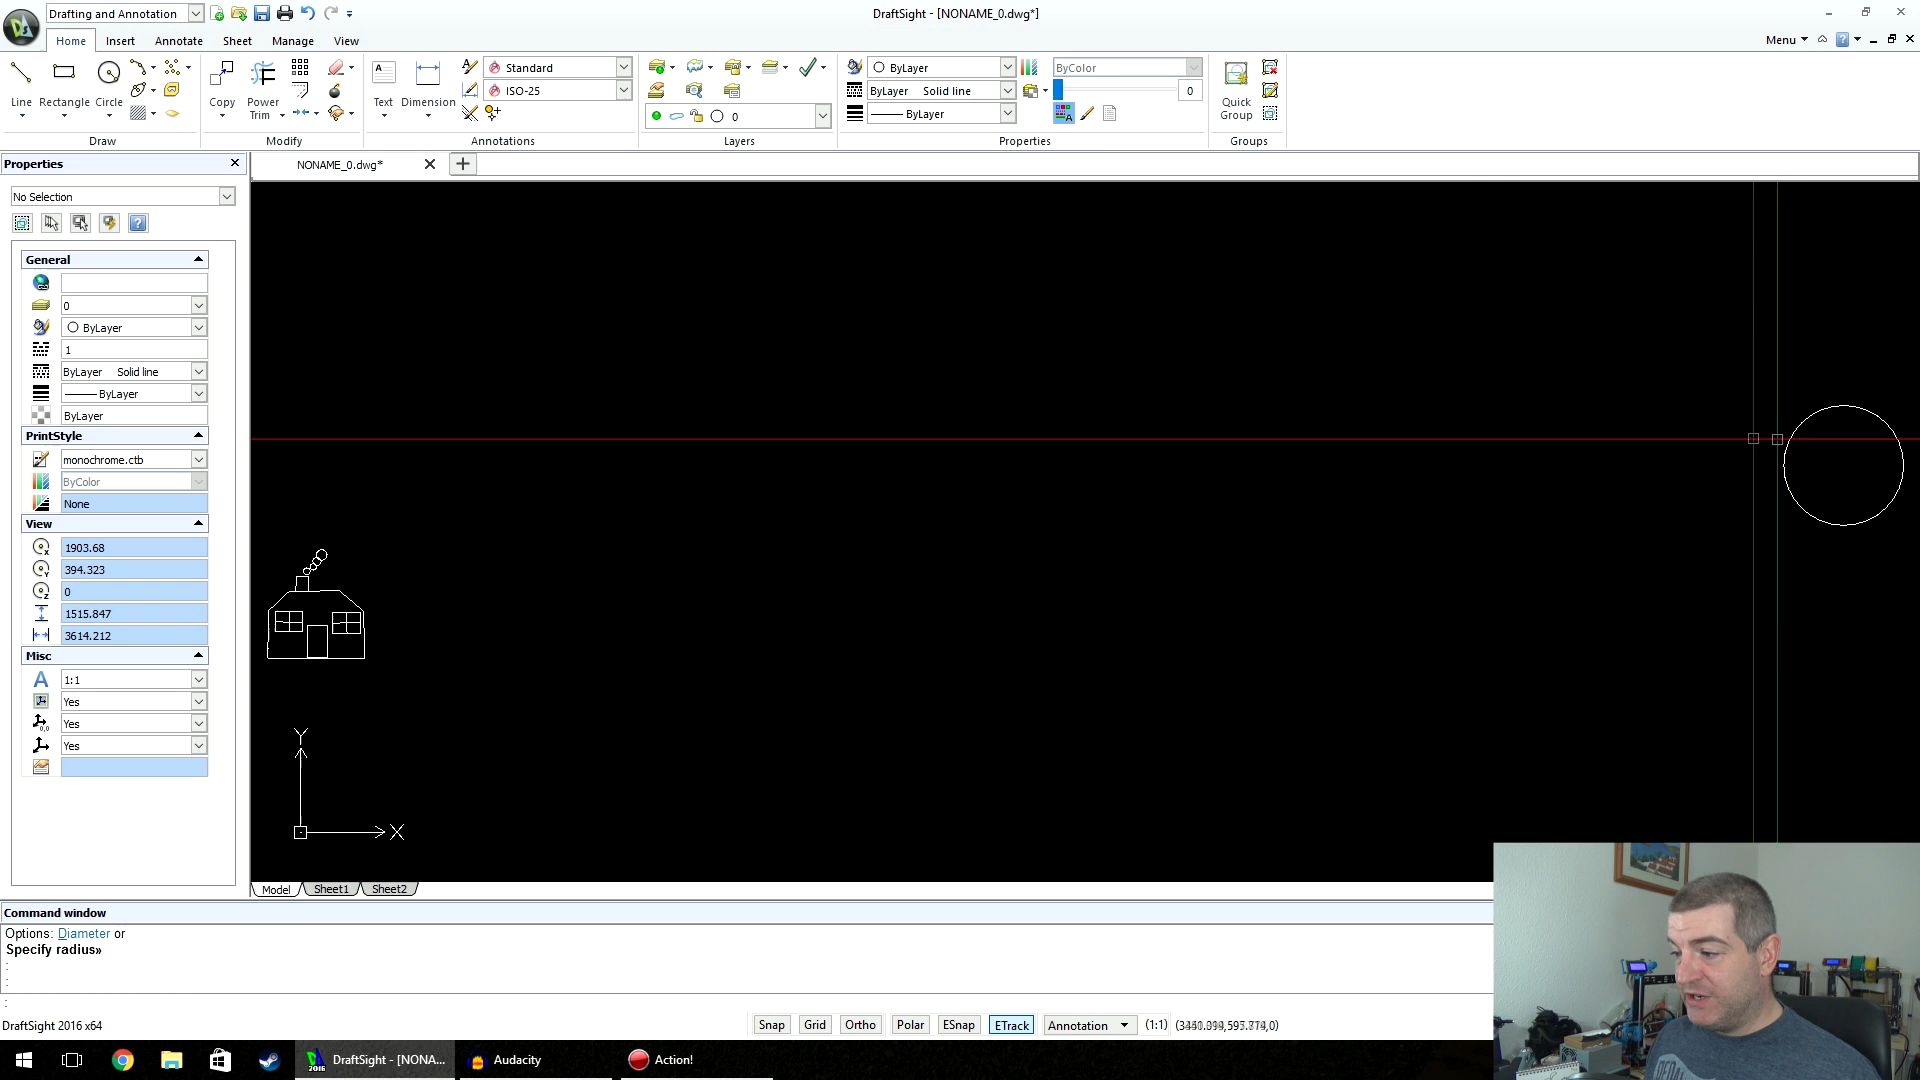 Drafting and Annotation
DraftSight - [NONAME_0.dwg*]
Home
Insert
Annotate
Sheet
Manage
View
Menu
Line
Rectangle
Circle
Copy
Power
Trim
Text
Dimension
Standard
ISO-25
0
ByLayer
ByLayer Solid line
ByLayer
ByColor
0
Quick
Group
Draw
Modify
Annotations
Layers
Properties
Groups
Properties
NONAME_0.dwg*
No Selection
General
0
ByLayer
1
ByLayer Solid line
ByLayer
ByLayer
PrintStyle
monochrome.ctb
ByColor
None
View
1903.68
394.323
0
1515.847
3614.212
Misc
1:1
Yes
Yes
Yes
Y
X
Model
Sheet1
Sheet2
Command window
Options: Diameter or
Specify radius»
:
:
:
DraftSight 2016 x64
Snap
Grid
Ortho
Polar
ESnap
ETrack
Annotation
(1:1)
DraftSight - [NONA...
Audacity
Action!